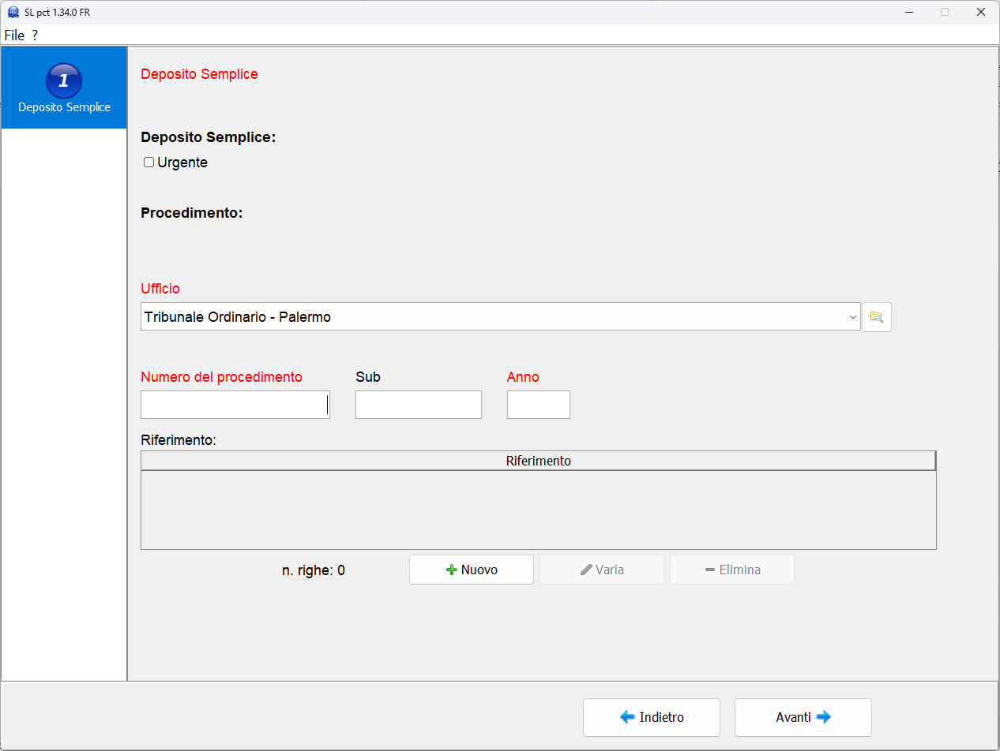 SL pct 1.34.0 FR
File ?
1
Deposito Semplice
Deposito Semplice
Deposito Semplice:
Urgente
Procedimento:
Ufficio
Tribunale Ordinario - Palermo
Numero del procedimento Sub Anno
Riferimento:
Riferimento
n. righe: 0 Nuovo Varia Elimina
Indietro Avanti